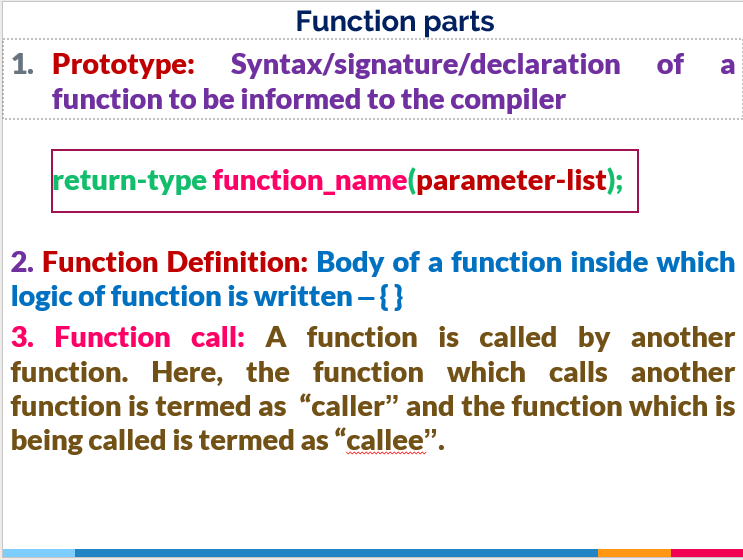 Function parts
1. Prototype: Syntax/signature/declaration of a
function to be informed to the compiler
return-type function_name(parameter-list);
2. Function Definition: Body of a function inside which
logic of function is written – { }
3. Function call: A function is called by another
function. Here, the function which calls another
function is termed as “caller” and the function which is
being called is termed as “callee”.